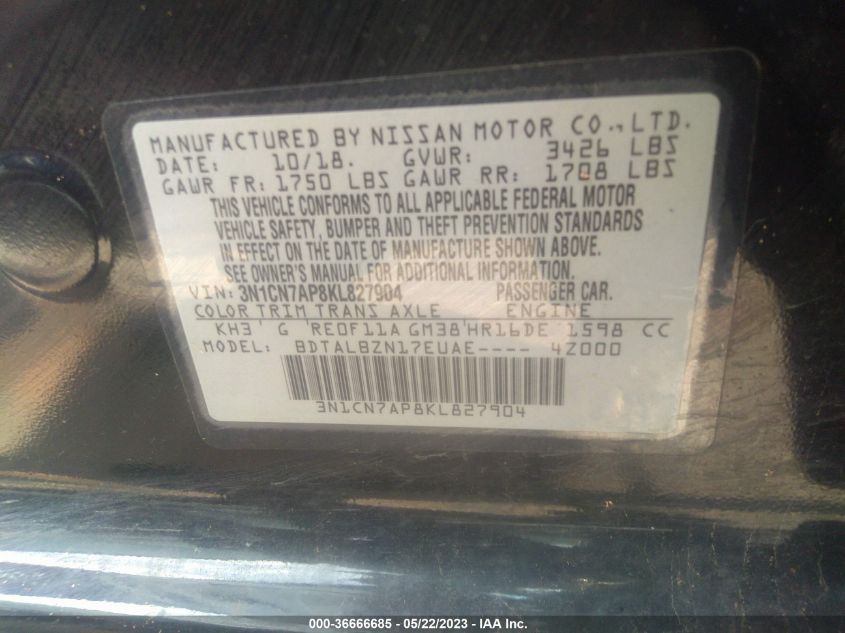 MANUFACTURED BY NISSAN MOTOR CO., LTD.
DATE: 10/18. GVWR: 3426 LBS
GAWR FR: 1750 LBS GAWR RR: 1708 LBS
THIS VEHICLE CONFORMS TO ALL APPLICABLE FEDERAL MOTOR
VEHICLE SAFETY, BUMPER AND THEFT PREVENTION STANDARDS
IN EFFECT ON THE DATE OF MANUFACTURE SHOWN ABOVE.
SEE OWNER'S MANUAL FOR ADDITIONAL INFORMATION.
VIN: 3N1CN7AP8KL827904 PASSENGER CAR.
COLOR TRIM TRANS AXLE ENGINE
KH3' G 'RE0F11A GM38'HR16DE 1598 CC
MODEL: BDTALBZN17EUAE---- 4Z000
3N1CN7AP8KL827904
000-36666685 - 05/22/2023 - IAA Inc.